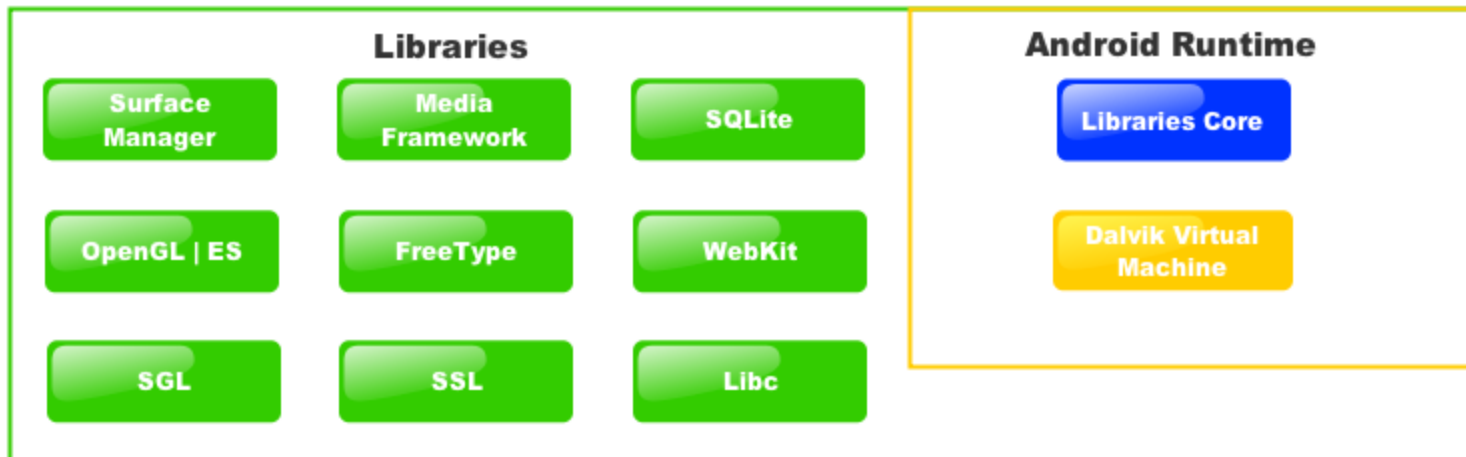 Libraries
Surface
Manager
Media
Framework
SQLite
OpenGL | ES
FreeType
WebKit
SGL
SSL
Libc
Android Runtime
Libraries Core
Dalvik Virtual
Machine